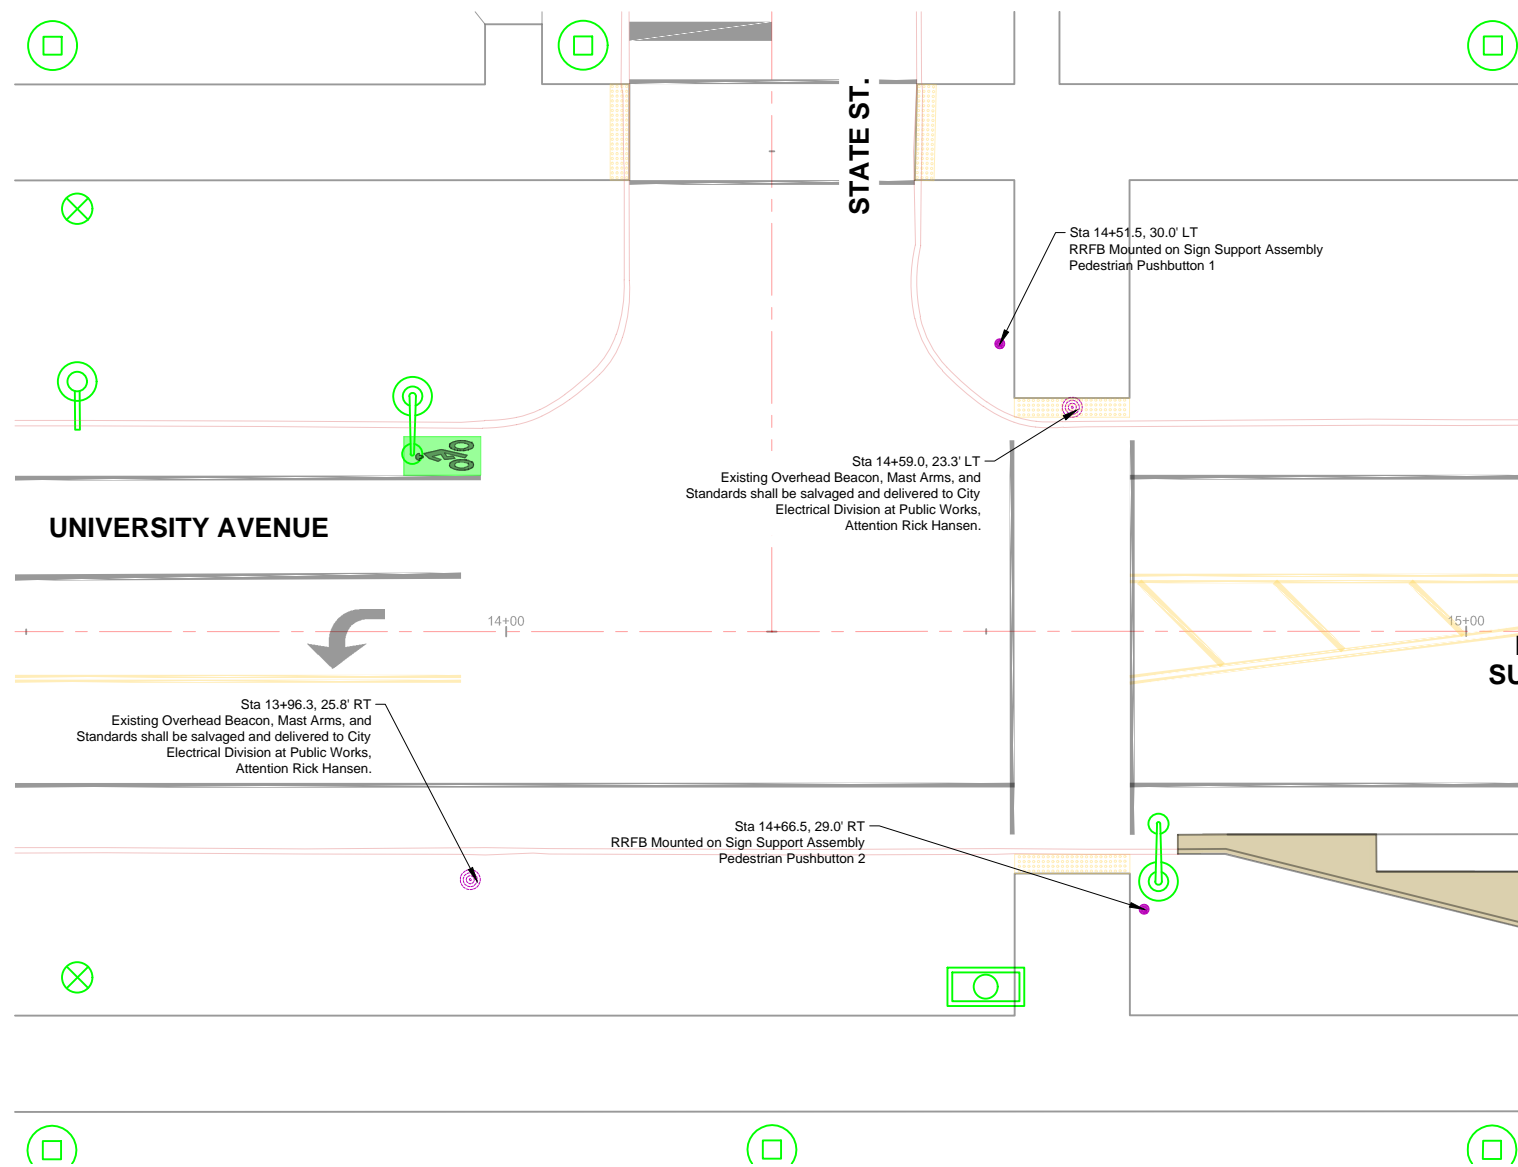 STATE ST.
Sta 14+51.5, 30.0' LT
RRFB Mounted on Sign Support Assembly
Pedestrian Pushbutton 1
Sta 14+59.0, 23.3' LT
Existing Overhead Beacon, Mast Arms, and
Standards shall be salvaged and delivered to City
Electrical Division at Public Works,
Attention Rick Hansen.
UNIVERSITY AVENUE
14+00
15+00
SU
Sta 13+96.3, 25.8' RT
Existing Overhead Beacon, Mast Arms, and
Standards shall be salvaged and delivered to City
Electrical Division at Public Works,
Attention Rick Hansen.
Sta 14+66.5, 29.0' RT
RRFB Mounted on Sign Support Assembly
Pedestrian Pushbutton 2